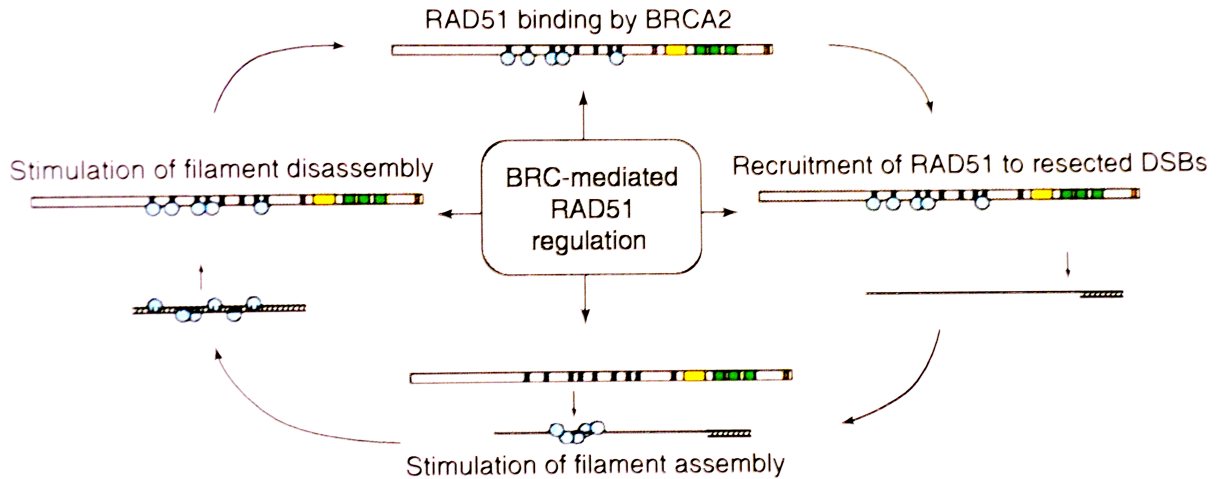 RAD51 binding by BRCA2
Stimulation of filament disassembly
BRC-mediated
RAD51
regulation
Recruitment of RAD51 to resected DSBs
Stimulation of filament assembly